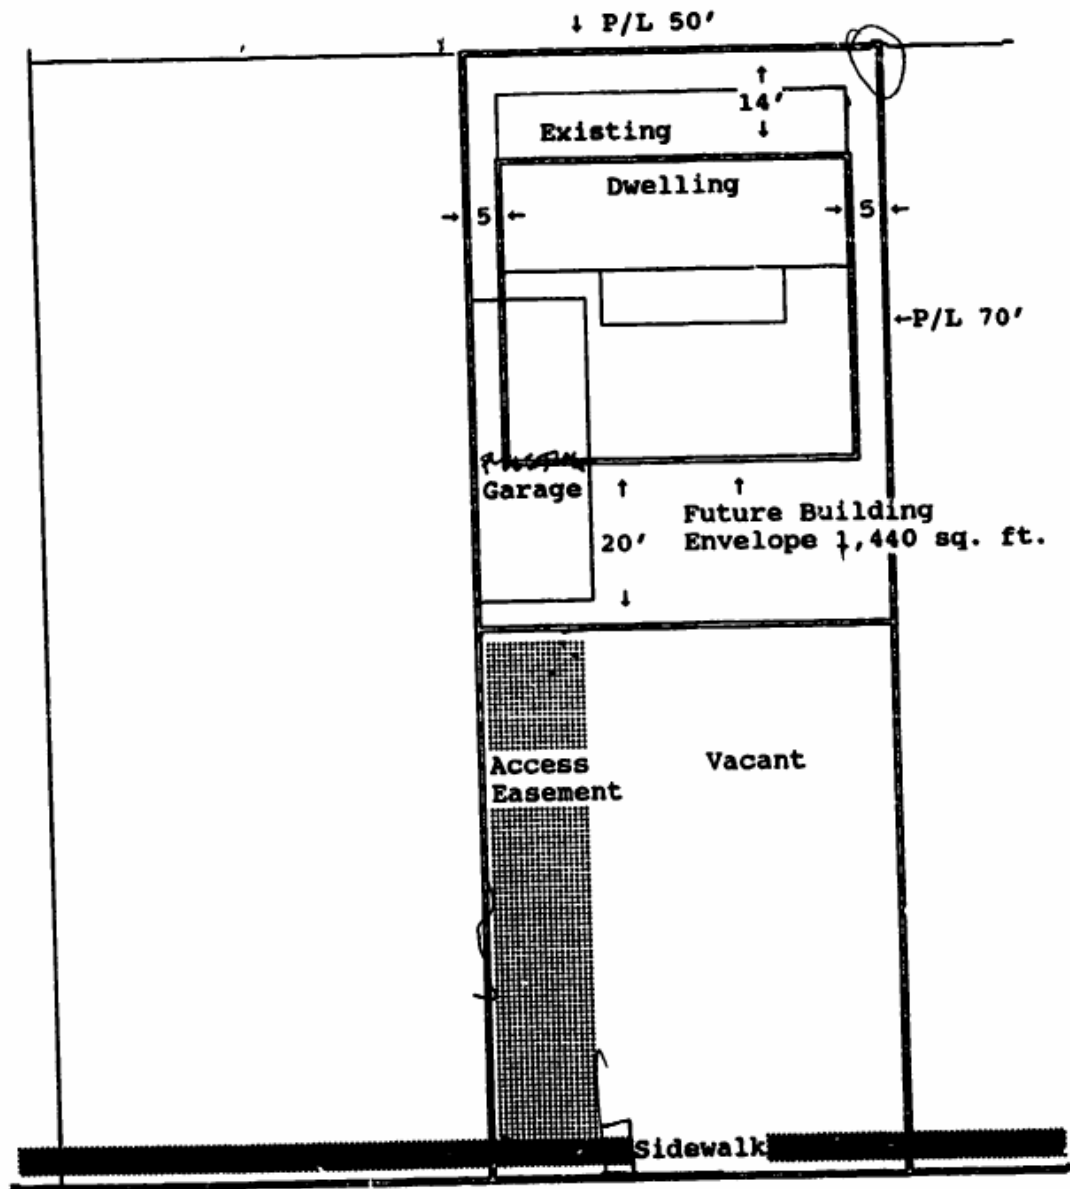 ↓ P/L 50′
↑
14′
Existing ↓
Dwelling
→ 5 ←
→ 5 ←
←P/L 70′
Garage
↑
20′
↓
↑
Future Building
Envelope 1,440 sq. ft.
Access
Easement
Vacant
Sidewalk